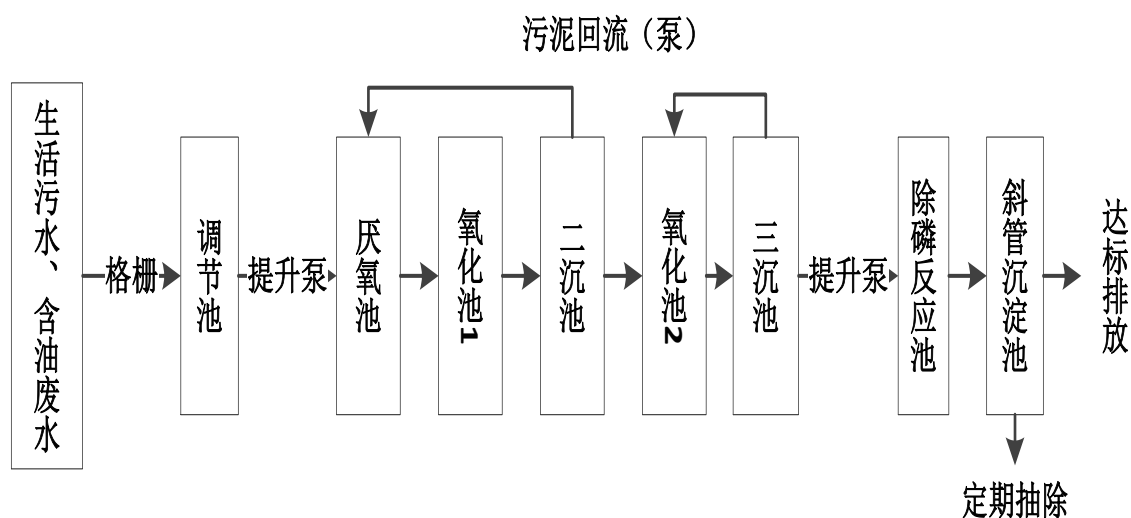 污泥回流（泵）
生活污水、含油废水
格栅
调节池
提升泵
厌氧池
氧化池1
二沉池
氧化池2
三沉池
提升泵
除磷反应池
斜管沉淀池
达标排放
定期抽除